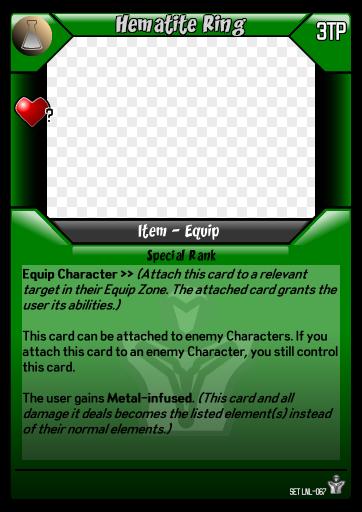 Hematite Ring
3TP
?
Item - Equip
Special Rank
Equip Character >> (Attach this card to a relevant
target in their Equip Zone. The attached card grants the
user its abilities.)
This card can be attached to enemy Characters. If you
attach this card to an enemy Character, you still control
this card.
The user gains Metal-infused. (This card and all
damage it deals becomes the listed element(s) instead
of their normal elements.)
SET LNL-067